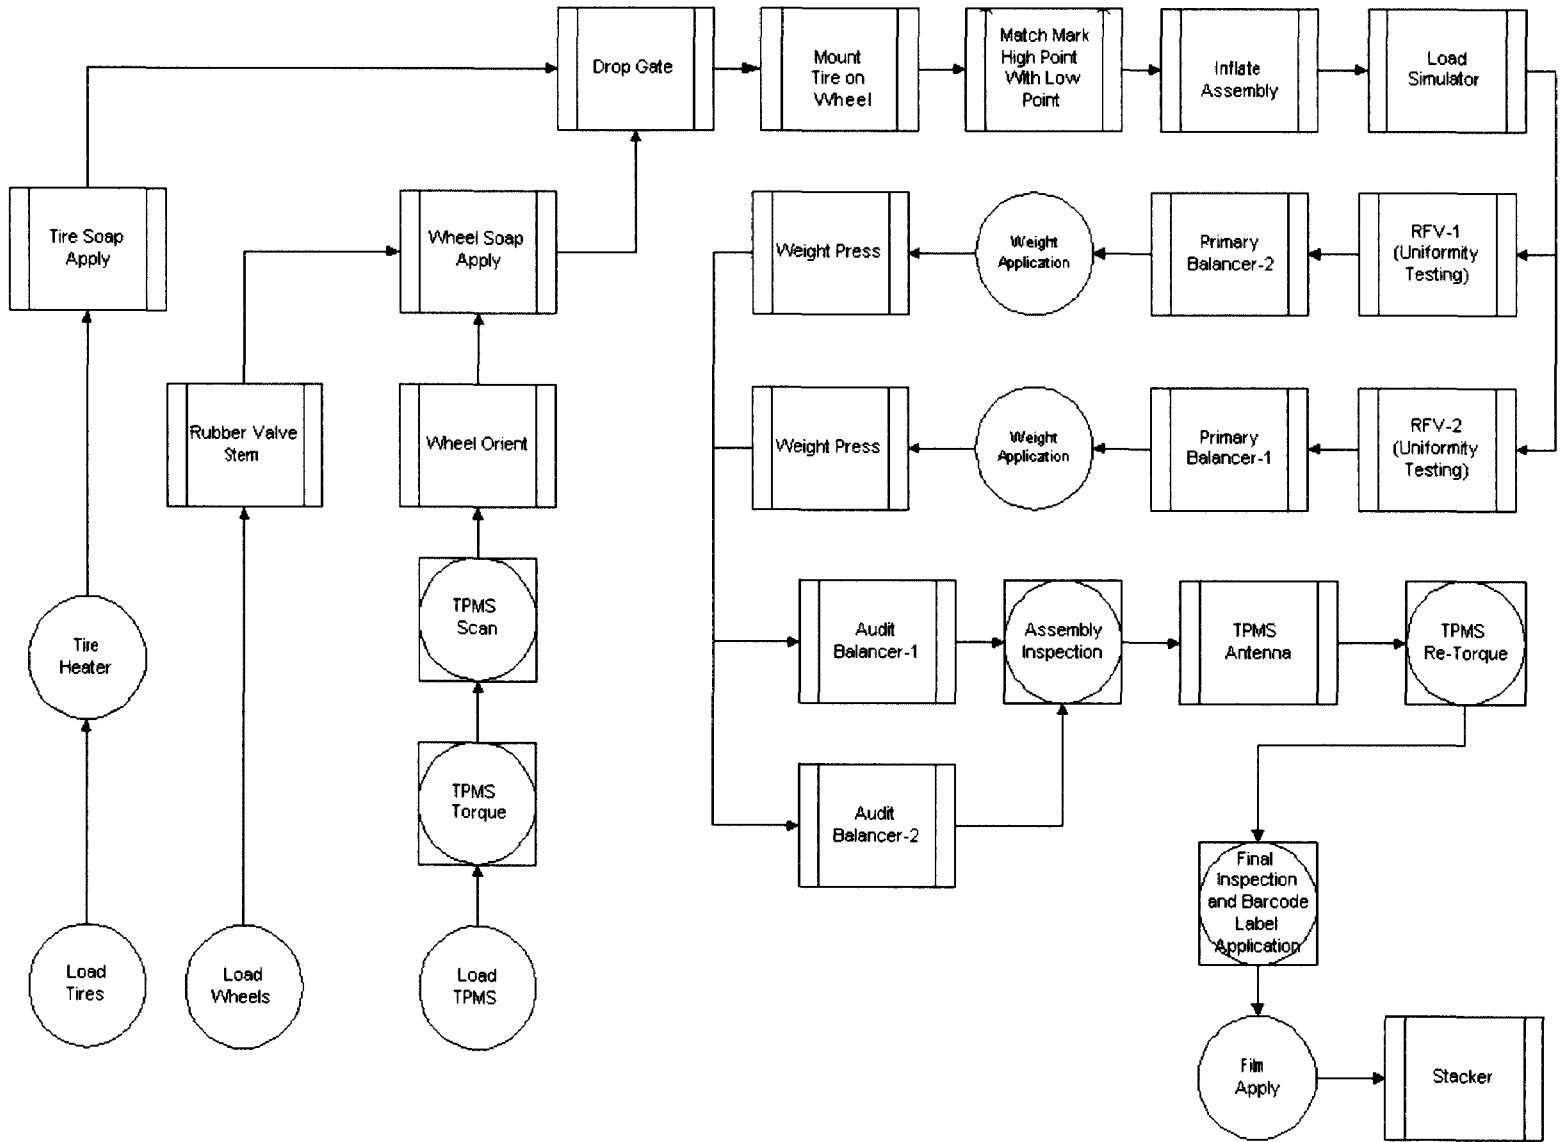 Drop Gate
Mount
Tire on
Wheel
Match Mark
High Point
With Low
Point
Inflate
Assembly
Load
Simulator
Tire Soap
Apply
Wheel Soap
Apply
Weight Press
Weight
Application
Primary
Balancer-2
RFV-1
(Uniformity
Testing)
Rubber Valve
Stem
Wheel Orient
Weight Press
Weight
Application
Primary
Balancer-1
RFV-2
(Uniformity
Testing)
Tire
Heater
TPMS
Scan
Audit
Balancer-1
Assembly
Inspection
TPMS
Antenna
TPMS
Re-Torque
TPMS
Torque
Audit
Balancer-2
Final
Inspection
and Barcode
Label
Application
Load
Tires
Load
Wheels
Load
TPMS
Film
Apply
Stacker